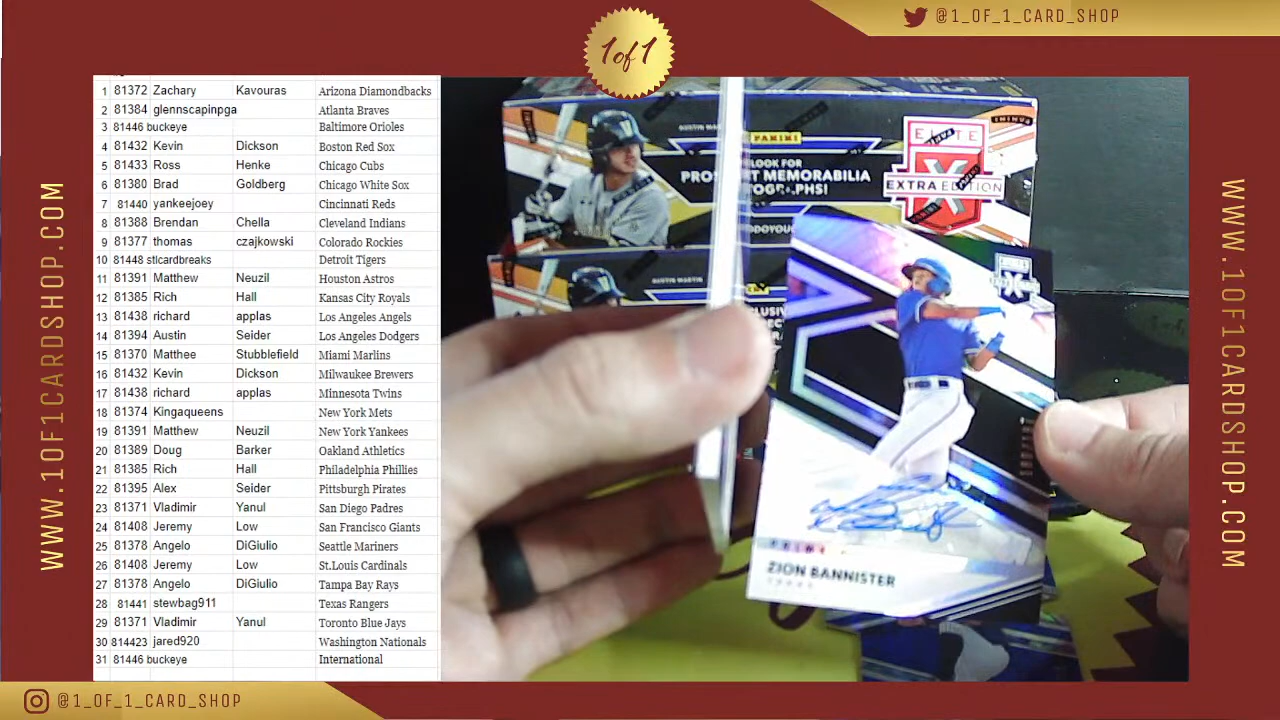 @1_OF_1_CARD_SHOP
1 of 1
1 81372 Zachary Kavouras Arizona Diamondbacks
2 81384 glennscapinpga Atlanta Braves
3 81446 buckeye Baltimore Orioles
4 81432 Kevin Dickson Boston Red Sox
5 81433 Ross Henke Chicago Cubs
6 81380 Brad Goldberg Chicago White Sox
7 81440 yankeejoey Cincinnati Reds
8 81388 Brendan Chella Cleveland Indians
9 81377 thomas czajkowski Colorado Rockies
10 81448 stlcardbreaks Detroit Tigers
11 81391 Matthew Neuzil Houston Astros
12 81385 Rich Hall Kansas City Royals
13 81438 richard applas Los Angeles Angels
14 81394 Austin Seider Los Angeles Dodgers
15 81370 Matthee Stubblefield Miami Marlins
16 81432 Kevin Dickson Milwaukee Brewers
17 81438 richard applas Minnesota Twins
18 81374 Kingaqueens New York Mets
19 81391 Matthew Neuzil New York Yankees
20 81389 Doug Barker Oakland Athletics
21 81385 Rich Hall Philadelphia Phillies
22 81395 Alex Seider Pittsburgh Pirates
23 81371 Vladimir Yanul San Diego Padres
24 81408 Jeremy Low San Francisco Giants
25 81378 Angelo DiGiulio Seattle Mariners
26 81408 Jeremy Low St.Louis Cardinals
27 81378 Angelo DiGiulio Tampa Bay Rays
28 81441 stewbag911 Texas Rangers
29 81371 Vladimir Yanul Toronto Blue Jays
30 814423 jared920 Washington Nationals
31 81446 buckeye International
WWW.1OF1CARDSHOP.COM
PANINI
LOOK FOR
MEMORABILIA
ELITE
X
EXTRA EDITION
PANINI
AUSTIN MARTIN
ZION BANNISTER
WWW.1OF1CARDSHOP.COM
@1_OF_1_CARD_SHOP